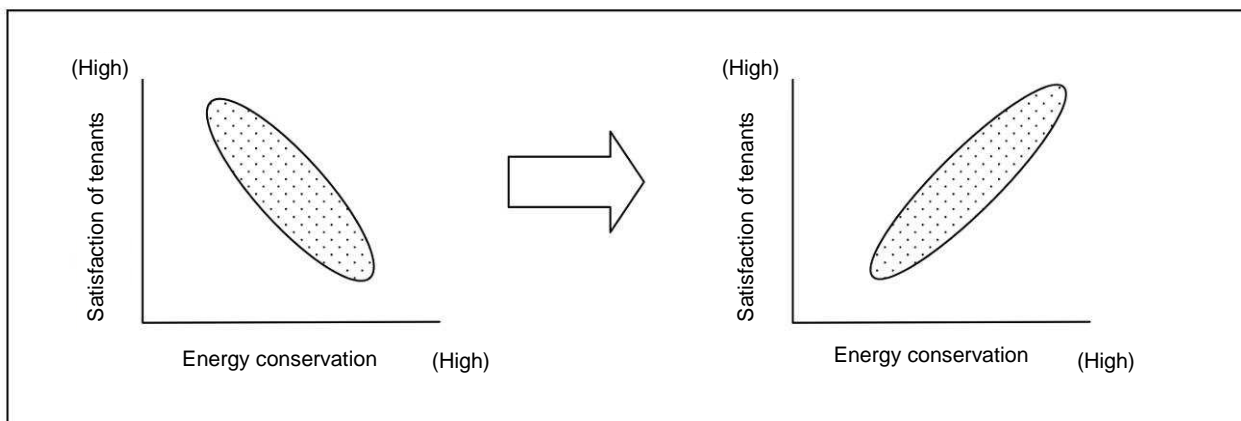 (High)
Satisfaction of tenants
Energy conservation
(High)
(High)
Satisfaction of tenants
Energy conservation
(High)